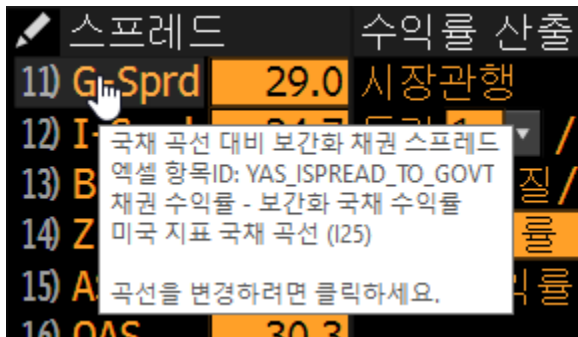 스프레드 수익률 산출
11) G-Sprd 29.0 시장관행
12) I-
국채 곡선 대비 보간화 채권 스프레드
엑셀 항목ID: YAS_ISPREAD_TO_GOVT
채권 수익률 - 보간화 국채 수익률
미국 지표 국채 곡선 (I25)
곡선을 변경하려면 클릭하세요.
13) B 질/
14) Z 률
15) A 률
16) OAS 30.3